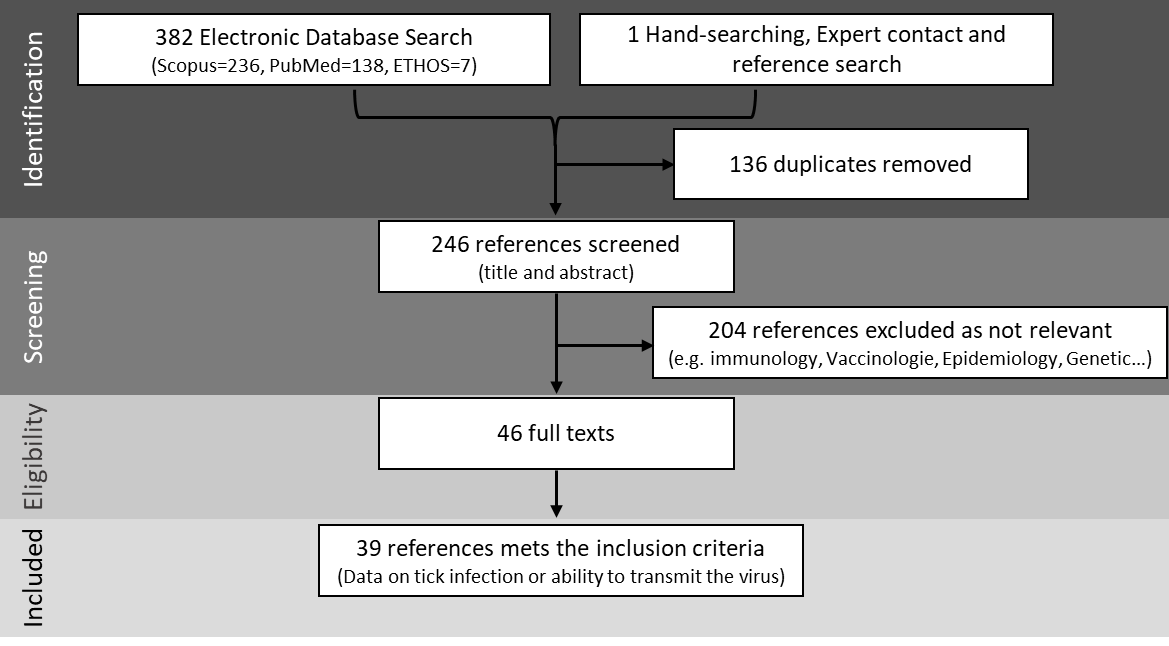 Identification
382 Electronic Database Search
(Scopus=236, PubMed=138, ETHOS=7)
1 Hand-searching, Expert contact and
reference search
136 duplicates removed
Screening
246 references screened
(title and abstract)
204 references excluded as not relevant
(e.g. immunology, Vaccinologie, Epidemiology, Genetic...)
Eligibility
46 full texts
Included
39 references mets the inclusion criteria
(Data on tick infection or ability to transmit the virus)